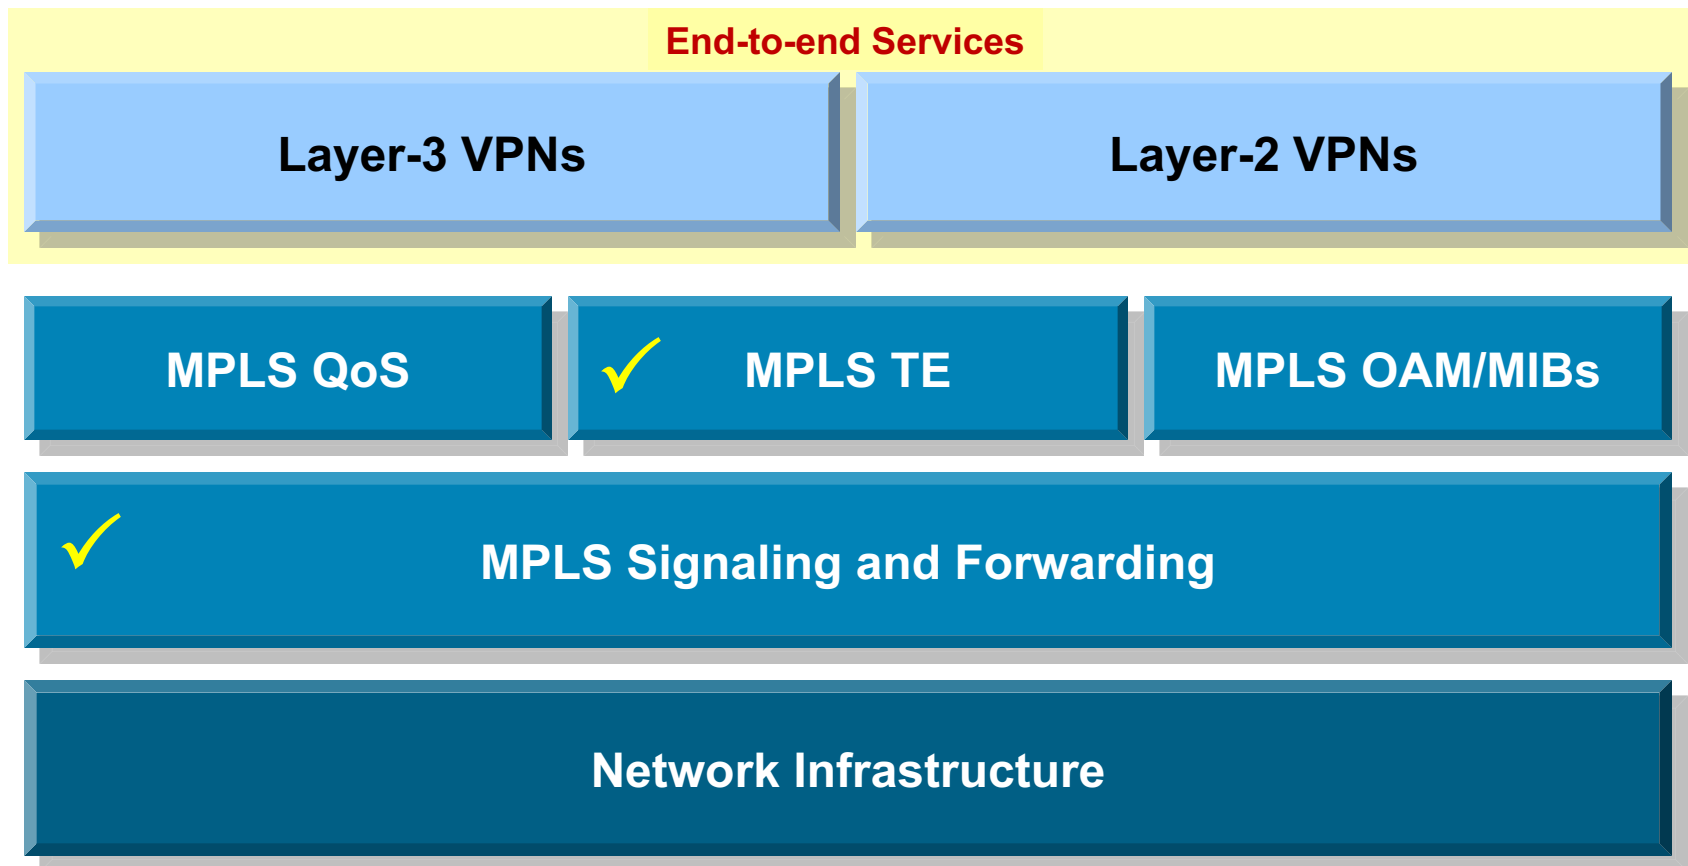 End-to-end Services
Layer-3 VPNs
Layer-2 VPNs
MPLS QoS
MPLS TE
MPLS OAM/MIBs
MPLS Signaling and Forwarding
Network Infrastructure